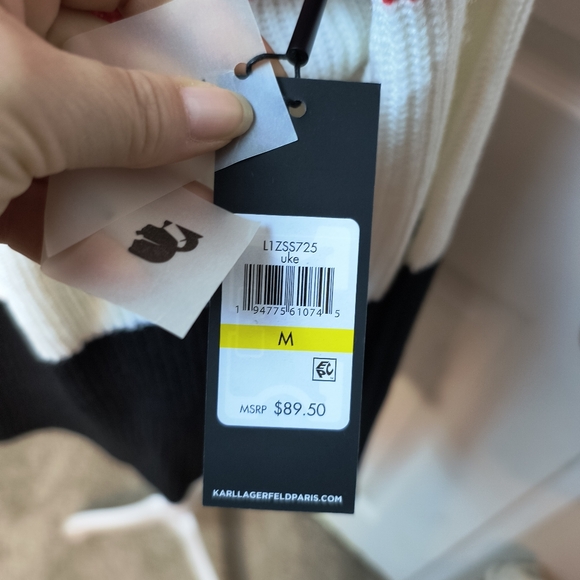 L1ZSS725
uke
1 94775 61074 5
M
MSRP $89.50
KARLLAGERFELDPARIS.COM